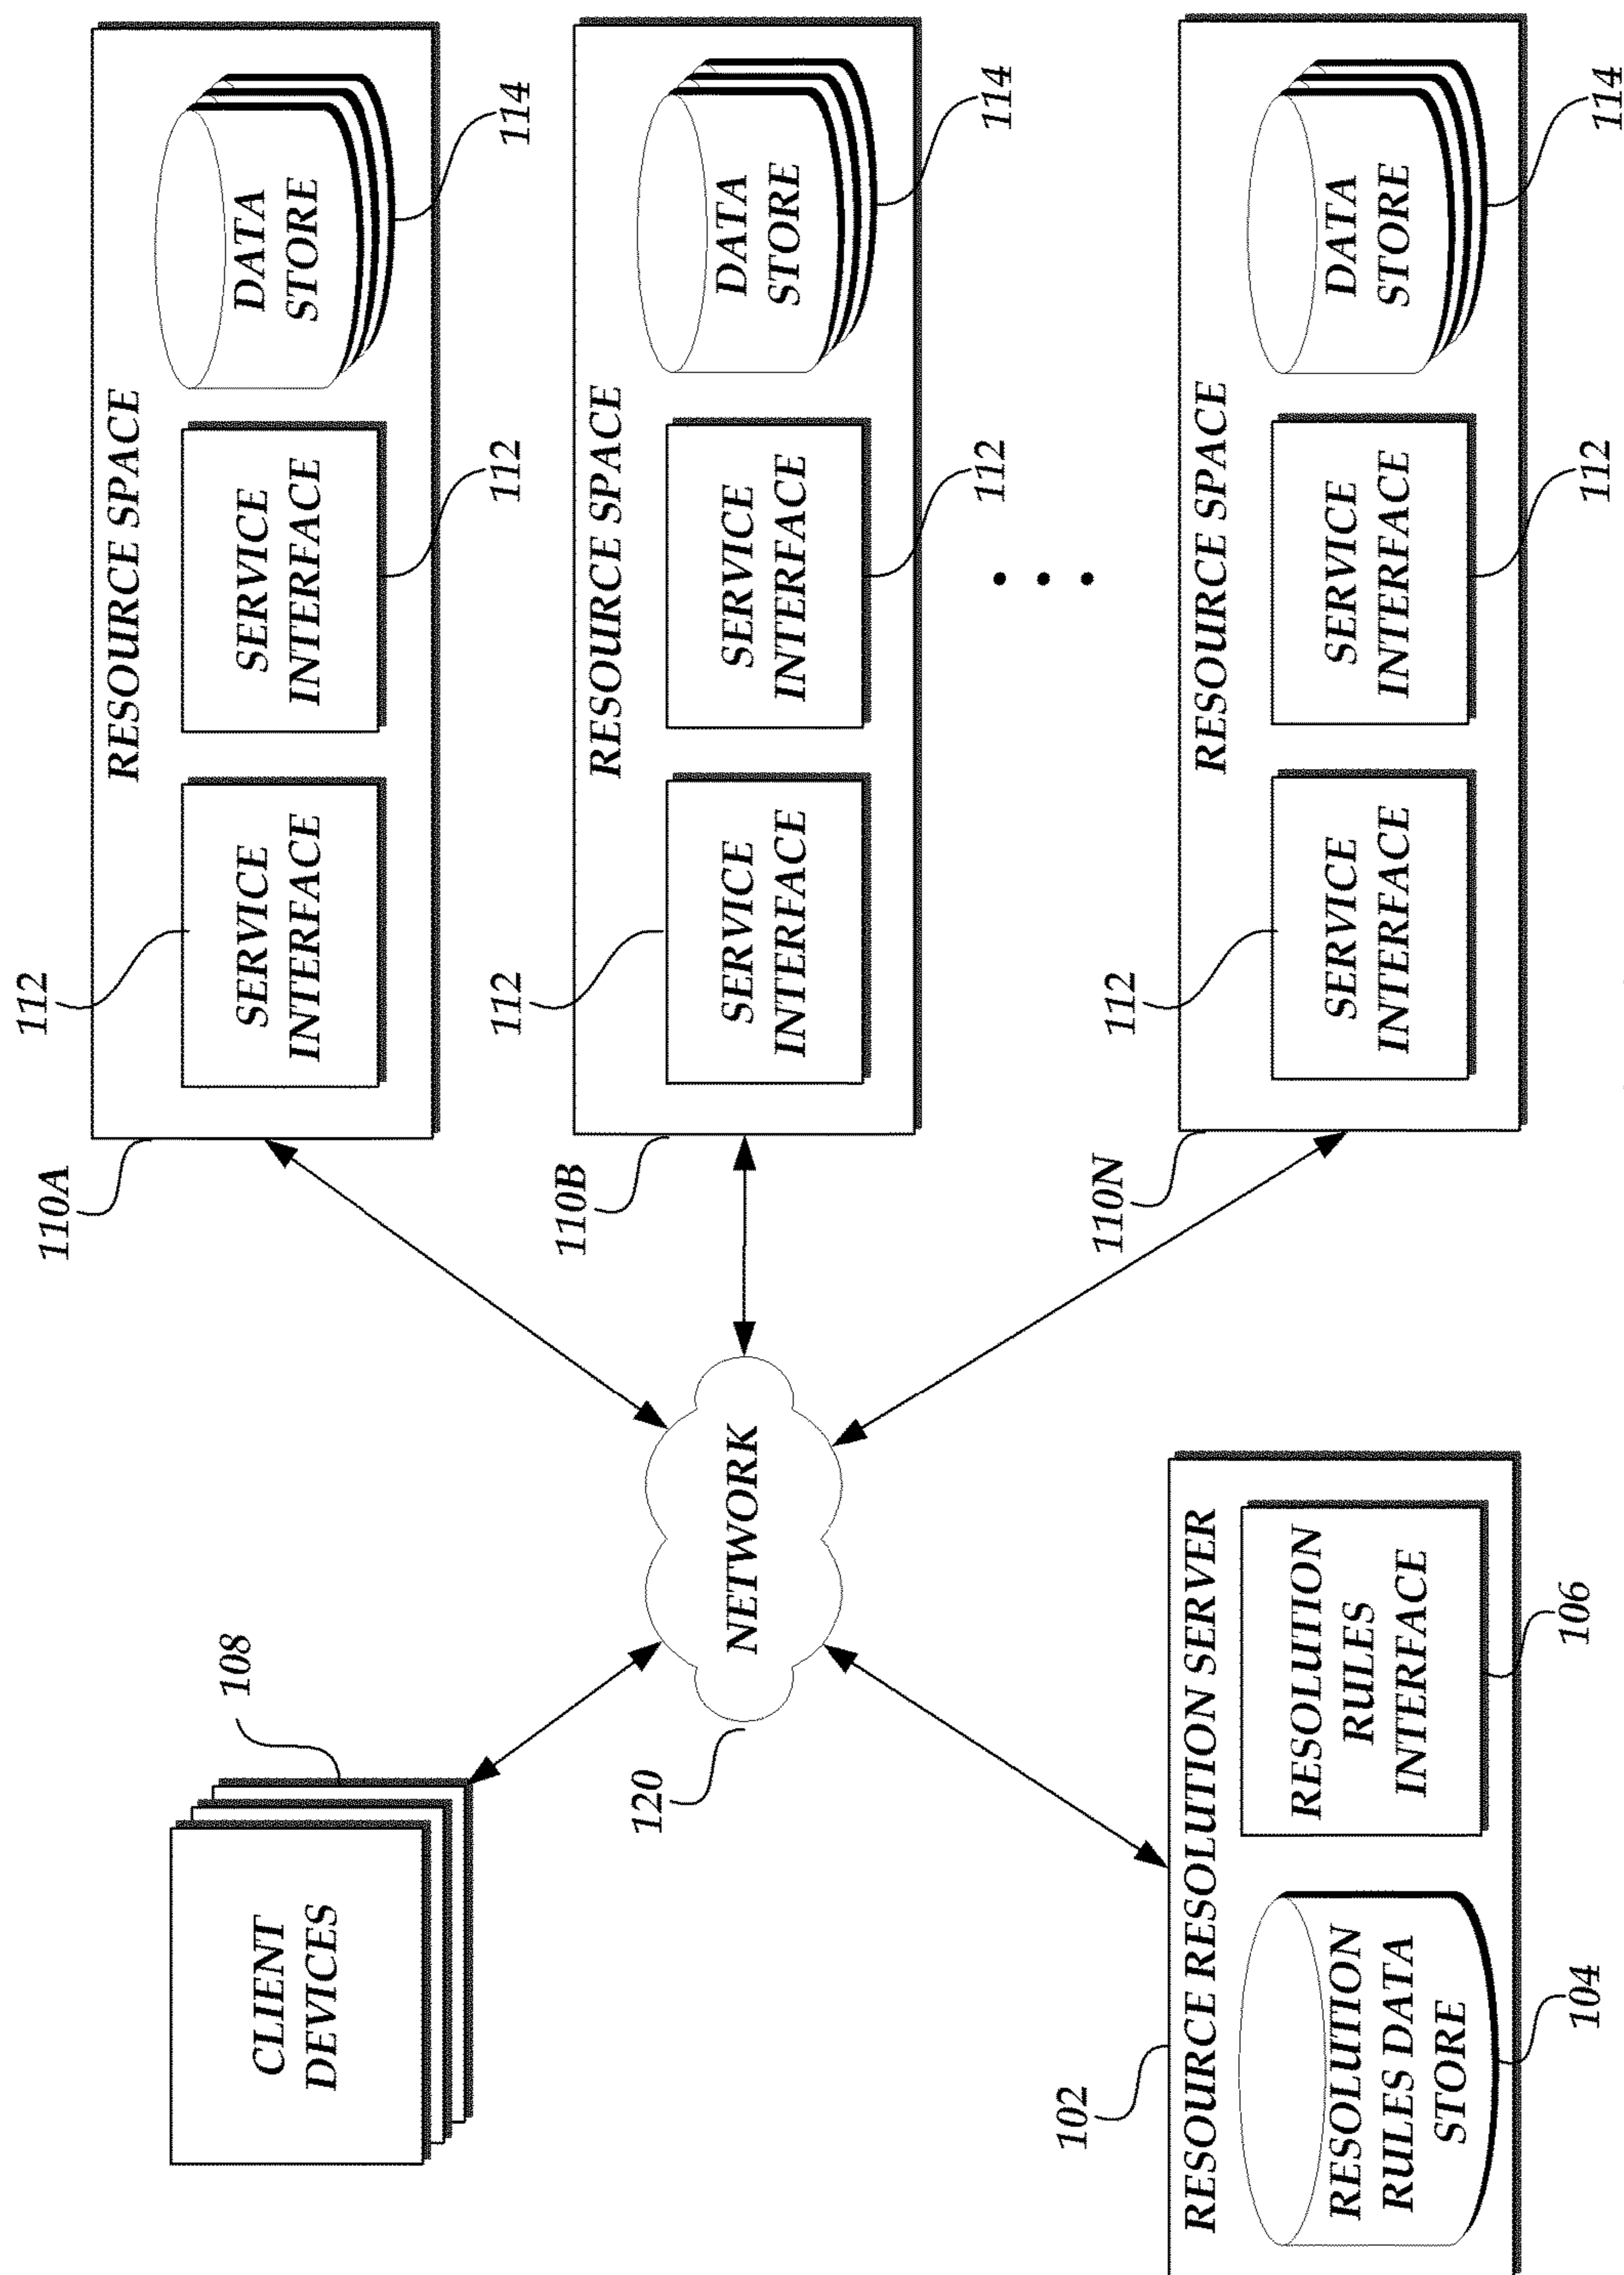 CLIENT
DEVICES
108
NETWORK
120
RESOURCE RESOLUTION SERVER
102
RESOLUTION
RULES DATA
STORE
104
RESOLUTION
RULES
INTERFACE
106
110A
RESOURCE SPACE
112
SERVICE
INTERFACE
SERVICE
INTERFACE
112
DATA
STORE
114
110B
RESOURCE SPACE
112
SERVICE
INTERFACE
SERVICE
INTERFACE
112
DATA
STORE
114
110N
RESOURCE SPACE
112
SERVICE
INTERFACE
SERVICE
INTERFACE
112
DATA
STORE
114